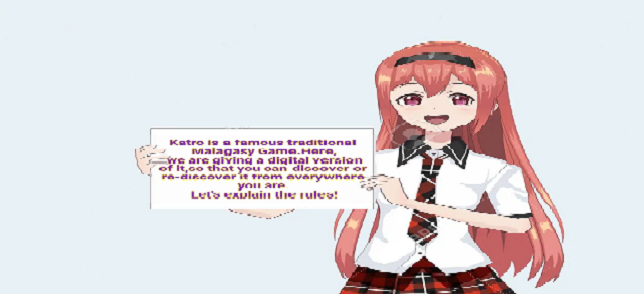 Katro is a famous traditional
Malagasy Game.Here,
we are giving a digital version
of it,so that you can discover or
re-discover it from everywhere
you are
Let's explain the rules!